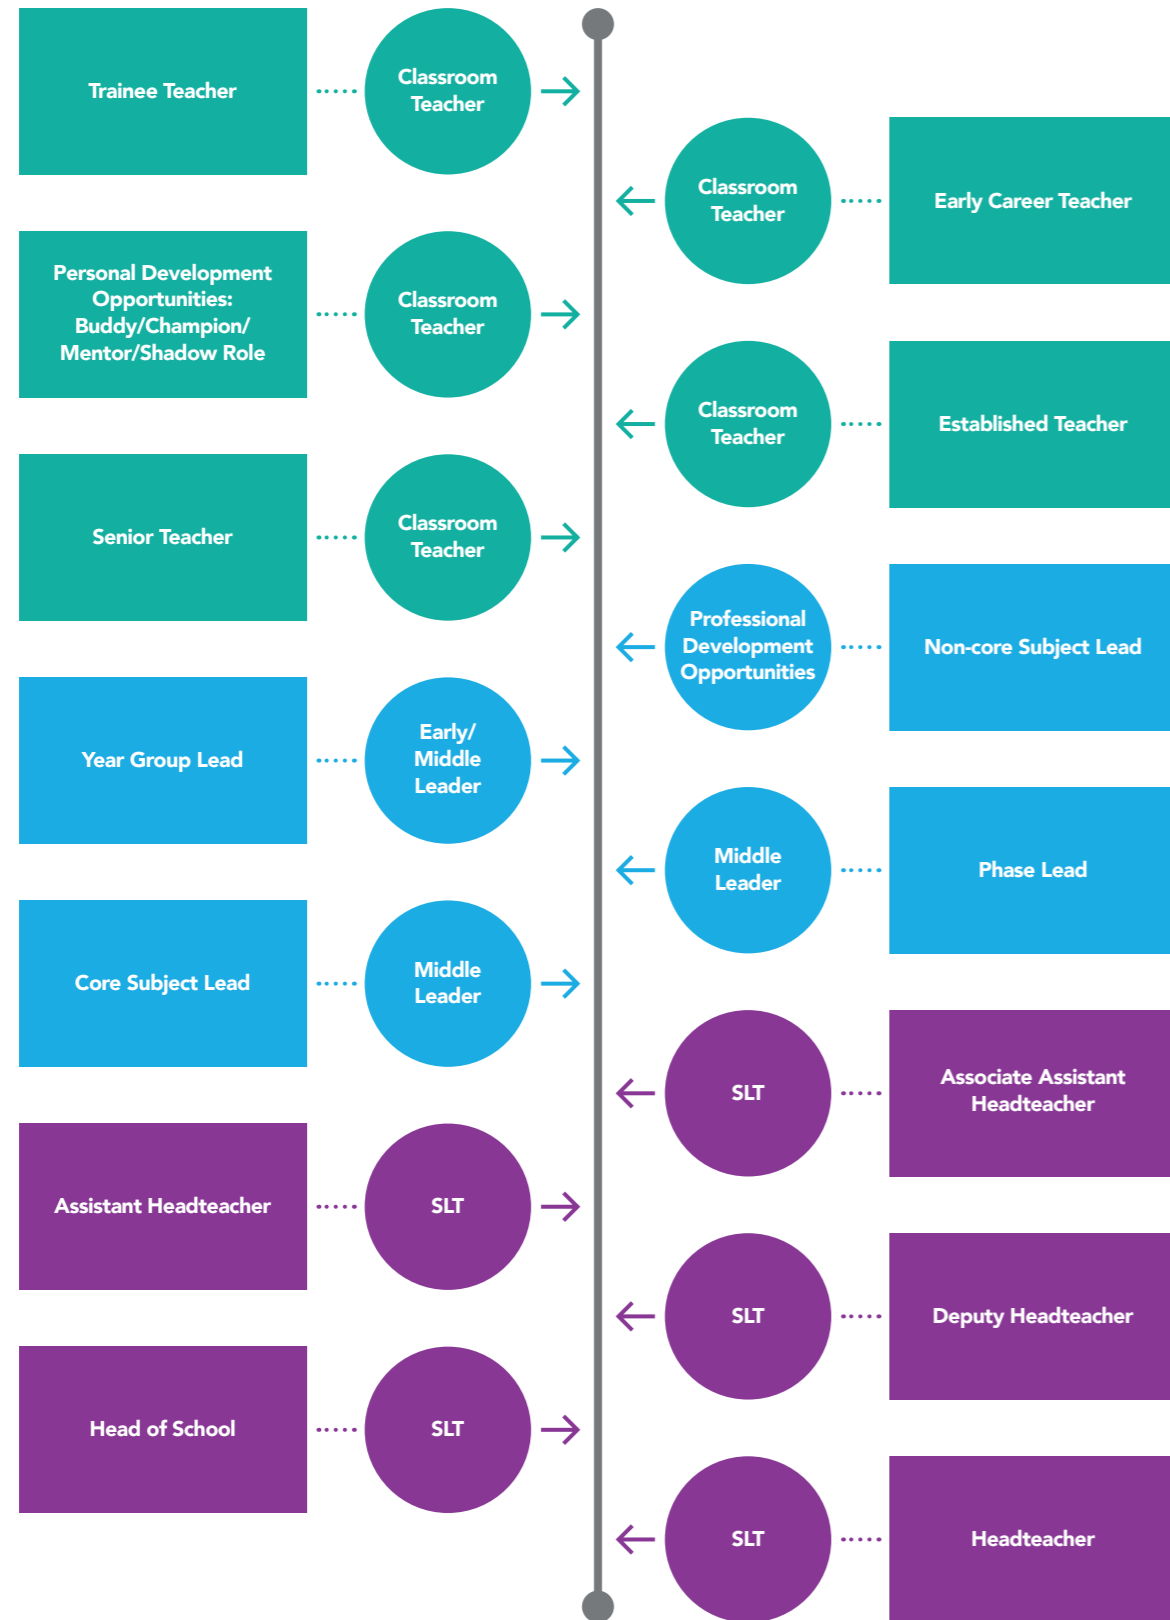 Trainee Teacher
Classroom
Teacher
Classroom
Teacher
Early Career Teacher
Personal Development
Opportunities:
Buddy/Champion/
Mentor/Shadow Role
Classroom
Teacher
Classroom
Teacher
Established Teacher
Senior Teacher
Classroom
Teacher
Professional
Development
Opportunities
Non-core Subject Lead
Year Group Lead
Early/
Middle
Leader
Middle
Leader
Phase Lead
Core Subject Lead
Middle
Leader
SLT
Associate Assistant
Headteacher
Assistant Headteacher
SLT
SLT
Deputy Headteacher
Head of School
SLT
SLT
Headteacher